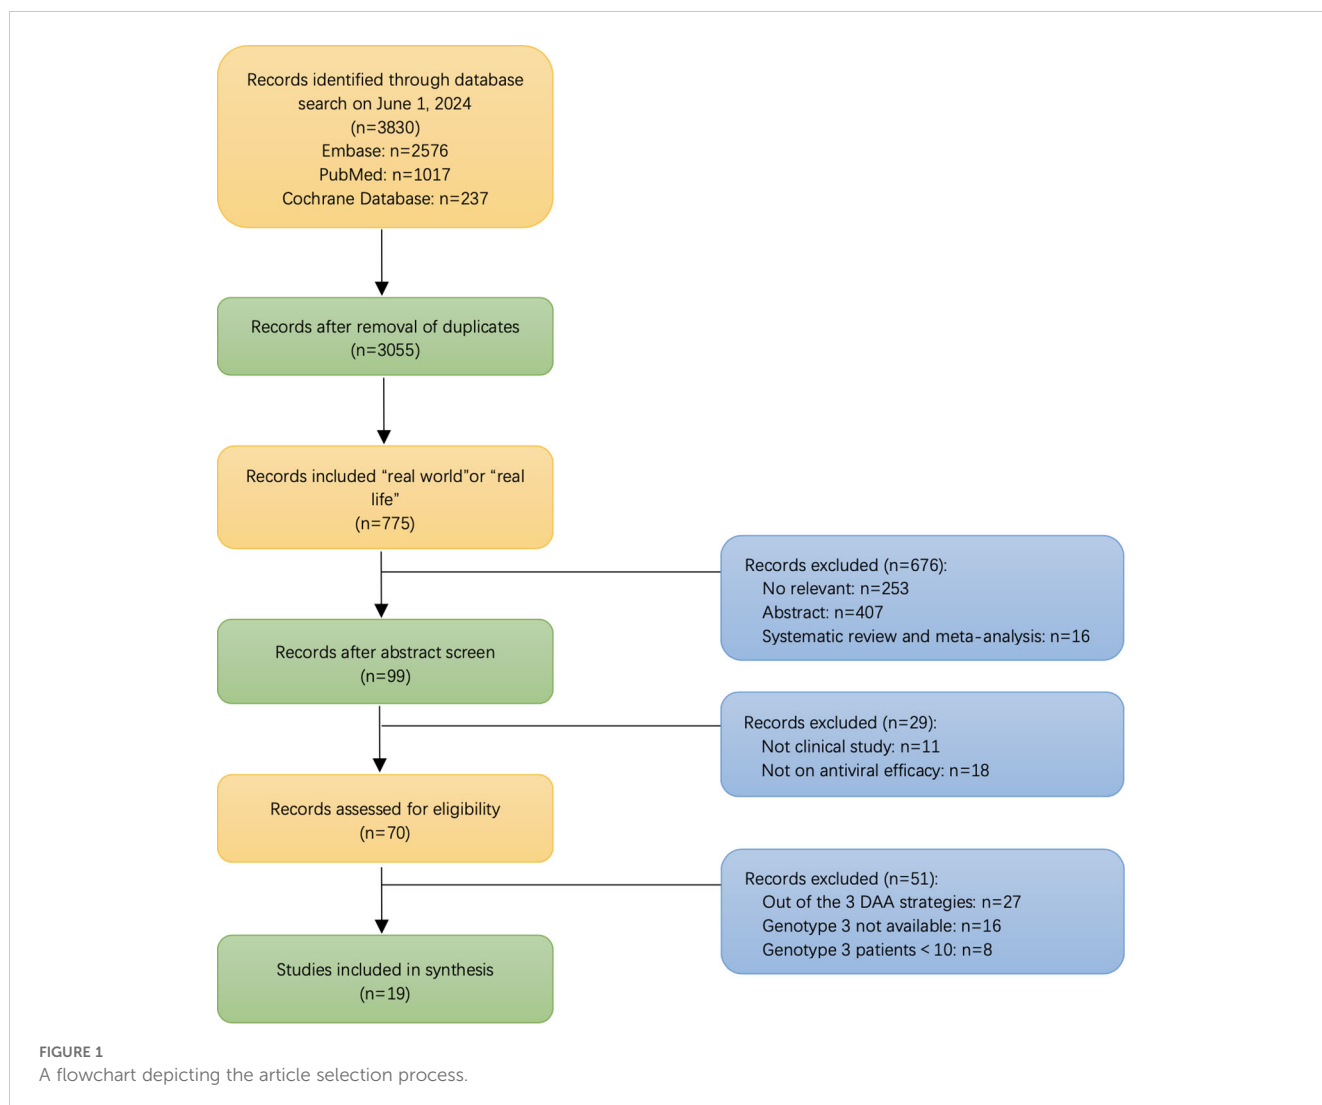 Records identified through database
search on June 1, 2024
(n=3830)
Embase: n=2576
PubMed: n=1017
Cochrane Database: n=237
Records after removal of duplicates
(n=3055)
Records included “real world”or “real
life”
(n=775)
Records excluded (n=676):
No relevant: n=253
Abstract: n=407
Systematic review and meta-analysis: n=16
Records after abstract screen
(n=99)
Records excluded (n=29):
Not clinical study: n=11
Not on antiviral efficacy: n=18
Records assessed for eligibility
(n=70)
Records excluded (n=51):
Out of the 3 DAA strategies: n=27
Genotype 3 not available: n=16
Genotype 3 patients < 10: n=8
Studies included in synthesis
(n=19)
FIGURE 1
A flowchart depicting the article selection process.